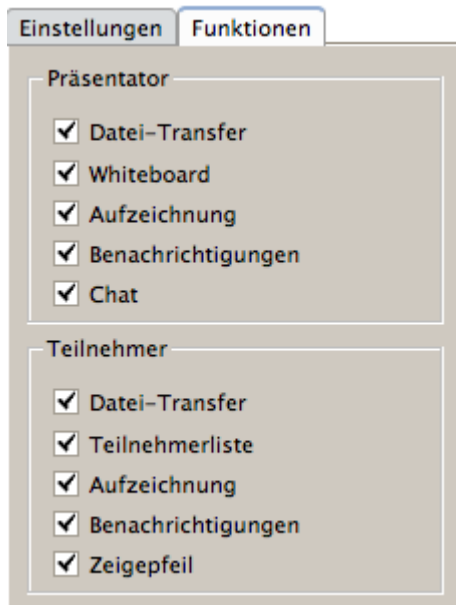 Einstellungen Funktionen
Präsentator
Datei-Transfer
Whiteboard
Aufzeichnung
Benachrichtigungen
Chat
Teilnehmer
Datei-Transfer
Teilnehmerliste
Aufzeichnung
Benachrichtigungen
Zeigepfeil